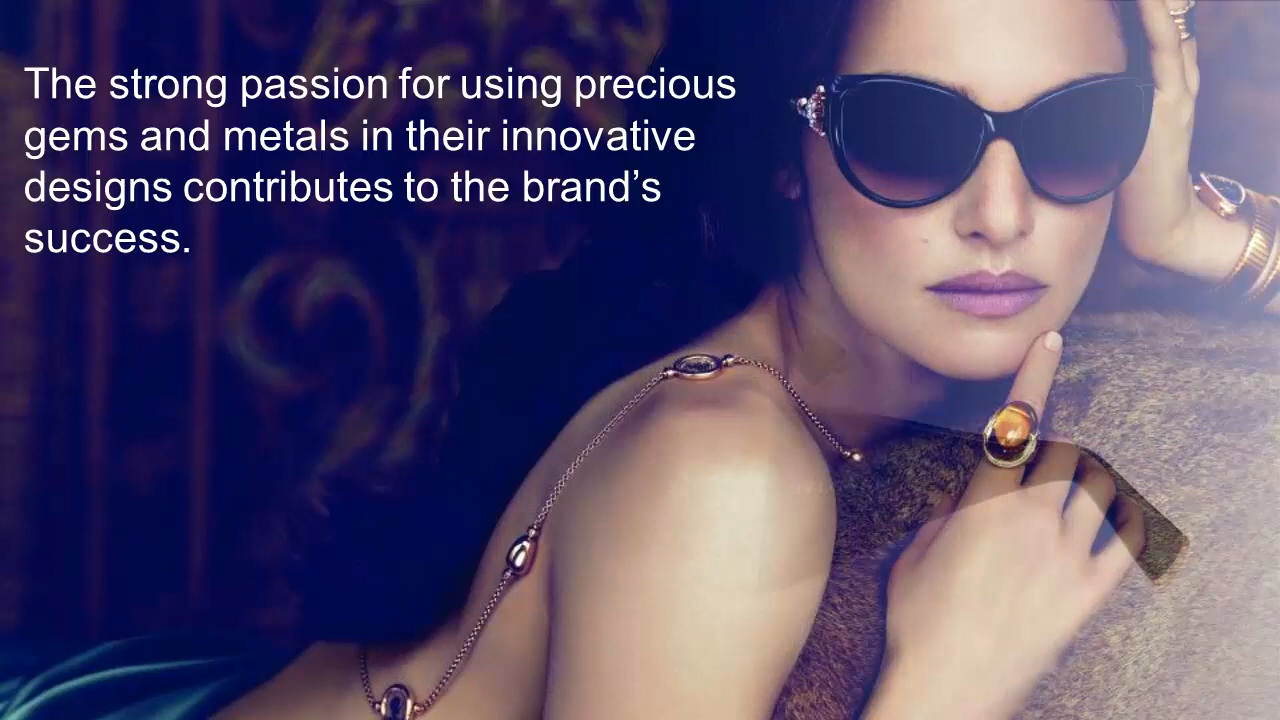 The strong passion for using precious
gems and metals in their innovative
designs contributes to the brand’s
success.